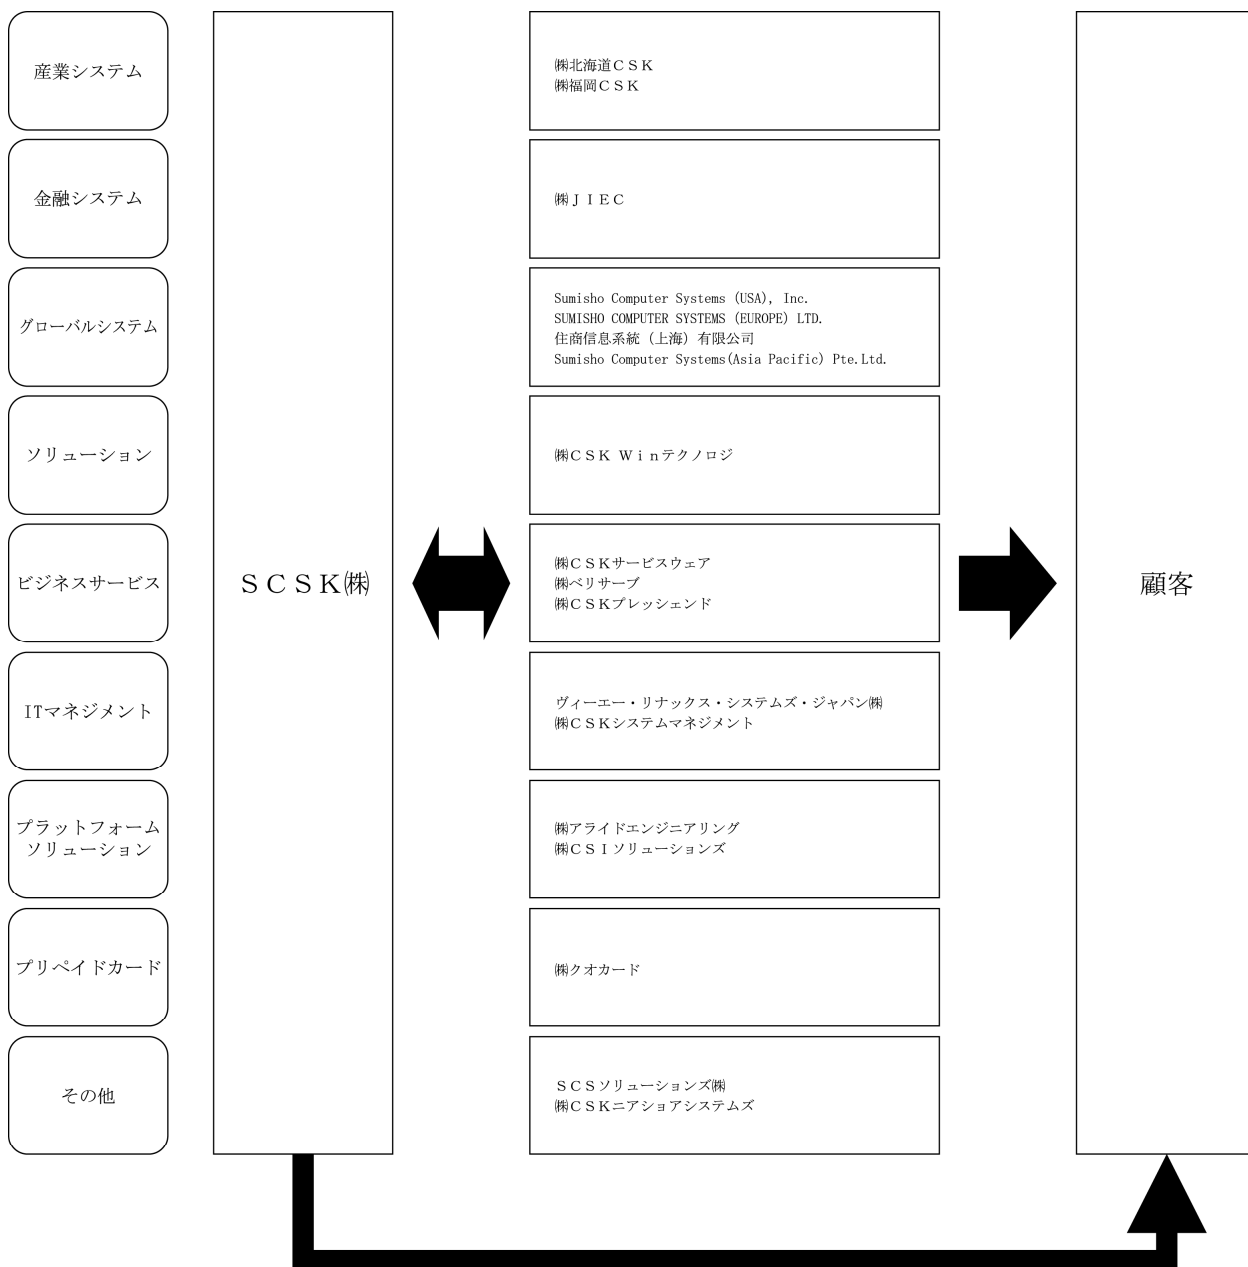 産業システム
㈱北海道ＣＳＫ
㈱福岡ＣＳＫ
金融システム
㈱ＪＩＥＣ
グローバルシステム
Sumisho Computer Systems (USA), Inc.
SUMISHO COMPUTER SYSTEMS (EUROPE) LTD.
住商信息系統（上海）有限公司
Sumisho Computer Systems(Asia Pacific) Pte.Ltd.
ソリューション
㈱ＣＳＫ Ｗｉｎテクノロジ
ビジネスサービス
ＳＣＳＫ㈱
㈱ＣＳＫサービスウェア
㈱ベリサーブ
㈱ＣＳＫプレッシェンド
顧客
ITマネジメント
ヴィーエー・リナックス・システムズ・ジャパン㈱
㈱ＣＳＫシステムマネジメント
プラットフォーム
ソリューション
㈱アライドエンジニアリング
㈱ＣＳＩソリューションズ
プリペイドカード
㈱クオカード
その他
ＳＣＳソリューションズ㈱
㈱ＣＳＫニアショアシステムズ